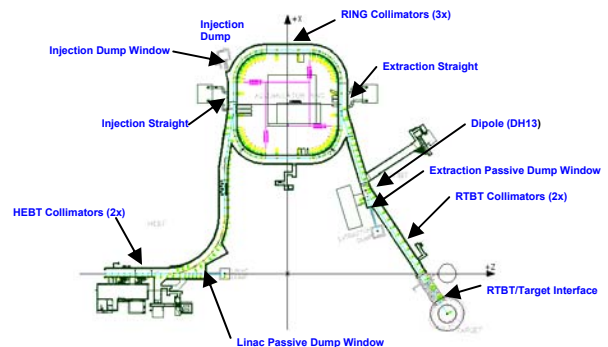 RING Collimators (3x)
+X
Injection
Dump
Injection Dump Window
Extraction Straight
Injection Straight
Dipole (DH13)
Extraction Passive Dump Window
RTBT Collimators (2x)
HEBT Collimators (2x)
HEBT
+Z
RTBT/Target Interface
TARGET
Linac Passive Dump Window